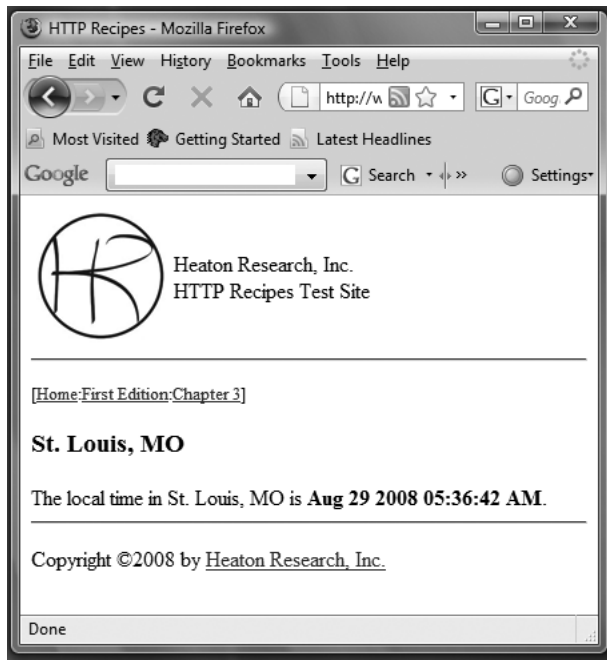 HTTP Recipes - Mozilla Firefox
File Edit View History Bookmarks Tools Help
http://w G Goog
Most Visited Getting Started Latest Headlines
Google G Search » Settings
HR
Heaton Research, Inc.
HTTP Recipes Test Site
[Home:First Edition:Chapter 3]
St. Louis, MO
The local time in St. Louis, MO is Aug 29 2008 05:36:42 AM.
Copyright ©2008 by Heaton Research, Inc.
Done